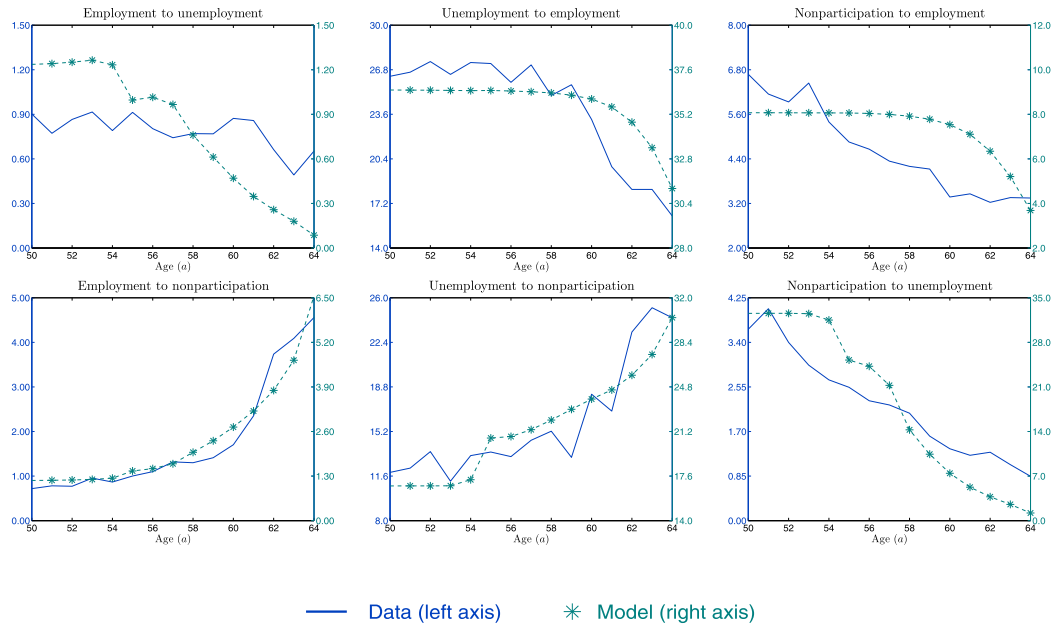 Employment to unemployment
1.50 1.50
1.20 1.20
0.90 0.90
0.60 0.60
0.30 0.30
0.00 0.00
50 52 54 56 58 60 62 64
Age (a)
Unemployment to employment
30.0 40.0
26.8 37.6
23.6 35.2
20.4 32.8
17.2 30.4
14.0 28.0
50 52 54 56 58 60 62 64
Age (a)
Nonparticipation to employment
8.00 12.0
6.80 10.0
5.60 8.0
4.40 6.0
3.20 4.0
2.00 2.0
50 52 54 56 58 60 62 64
Age (a)
Employment to nonparticipation
5.00 6.50
4.00 5.20
3.00 3.90
2.00 2.60
1.00 1.30
0.00 0.00
50 52 54 56 58 60 62 64
Age (a)
Unemployment to nonparticipation
26.0 32.0
22.4 28.4
18.8 24.8
15.2 21.2
11.6 17.6
8.0 14.0
50 52 54 56 58 60 62 64
Age (a)
Nonparticipation to unemployment
4.25 35.0
3.40 28.0
2.55 21.0
1.70 14.0
0.85 7.0
0.00 0.0
50 52 54 56 58 60 62 64
Age (a)
Data (left axis) Model (right axis)